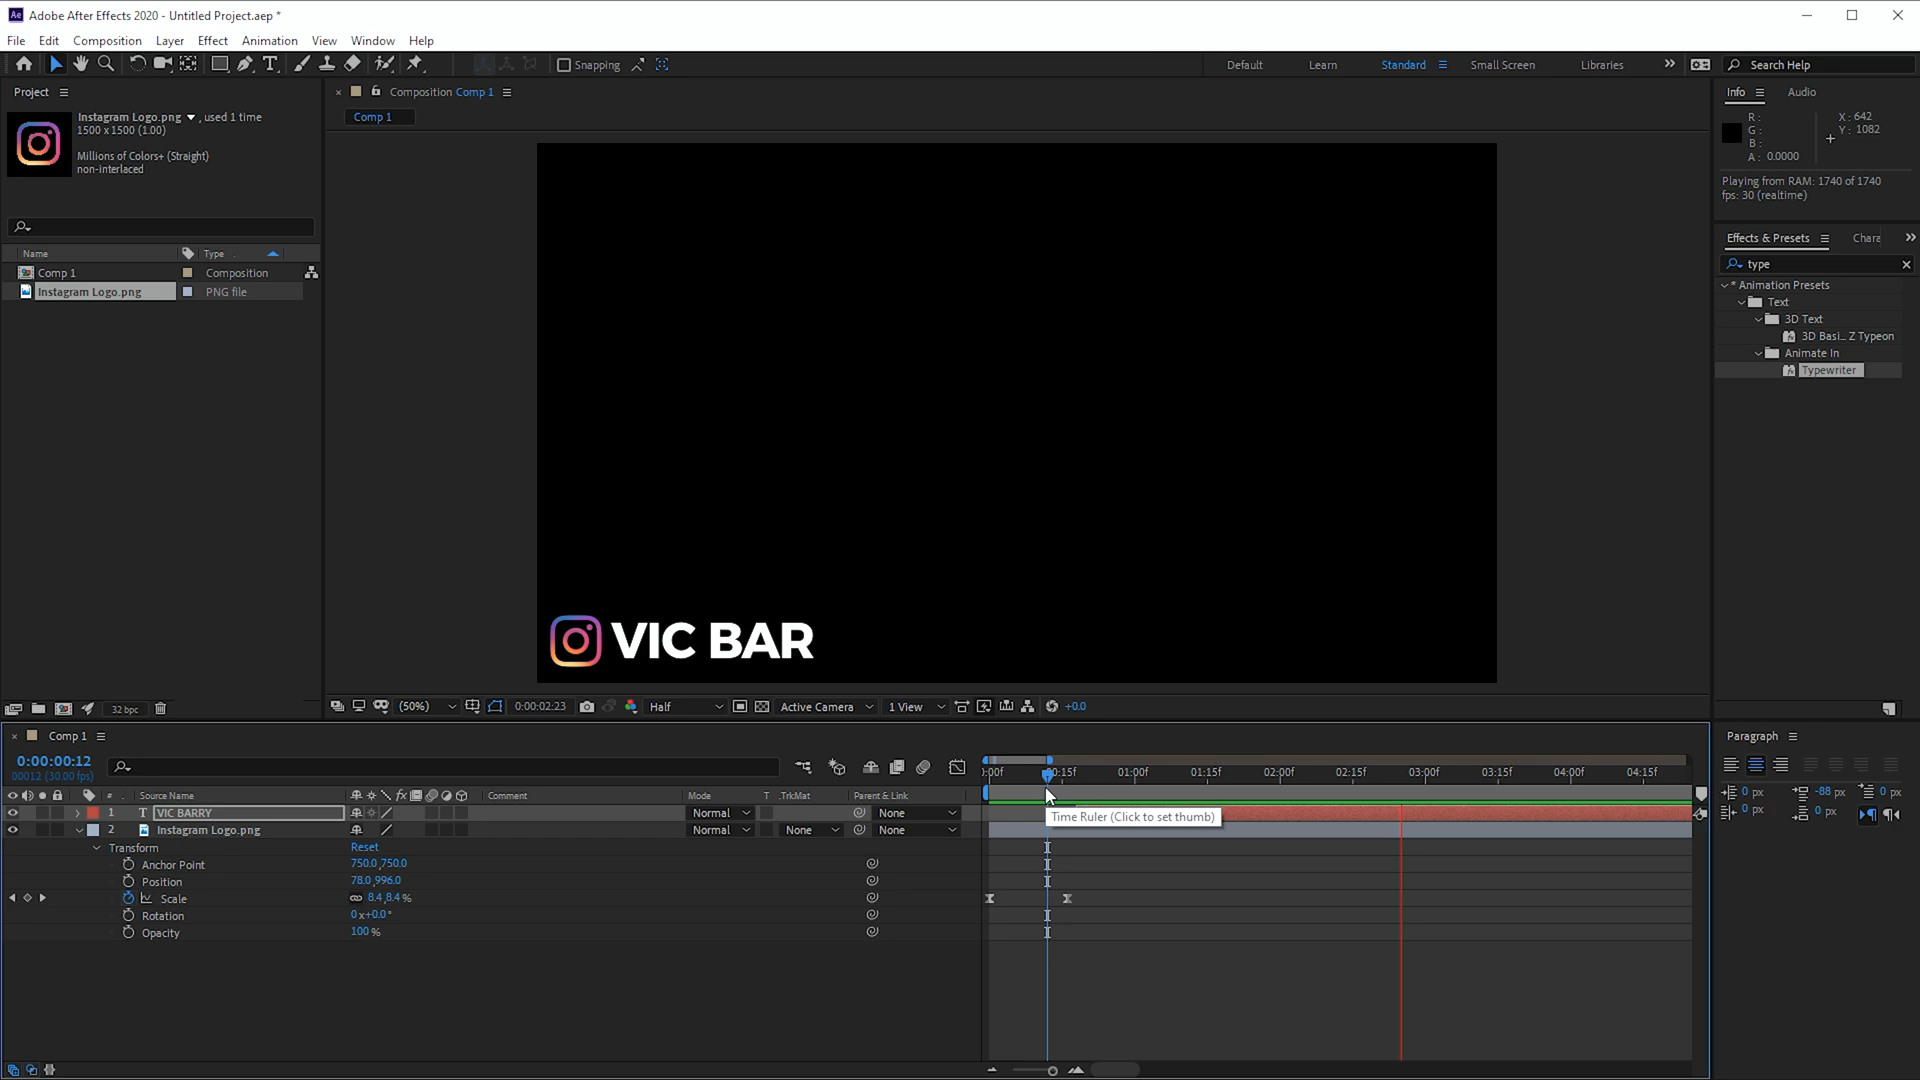 Adobe After Effects 2020 - Untitled Project.aep *
File Edit Composition Layer Effect Animation View Window Help
Snapping
Default Learn Standard Small Screen Libraries Search Help
Project
Instagram Logo.png , used 1 time
1500 x 1500 (1.00)
Millions of Colors+ (Straight)
non-interlaced
Name Type
Comp 1 Composition
Instagram Logo.png PNG file
32 bpc
Composition Comp 1
Comp 1
VIC BAR
(50%) 0:00:02:23 Half Active Camera 1 View +0.0
Info Audio
R :
G :
B :
A : 0.0000
X : 642
Y : 1082
Playing from RAM: 1740 of 1740
fps: 30 (realtime)
Effects & Presets Chara
type
* Animation Presets
Text
3D Text
3D Basi... Z Typeon
Animate In
Typewriter
Comp 1
0:00:00:12
00012 (30.00 fps)
# Source Name Comment Mode T .TrkMat Parent & Link
1 T VIC BARRY Normal None
2 Instagram Logo.png Normal None None
Transform Reset
Anchor Point 750.0,750.0
Position 78.0,996.0
Scale 8.4,8.4%
Rotation 0x+0.0°
Opacity 100%
):00f 00:15f 01:00f 01:15f 02:00f 02:15f 03:00f 03:15f 04:00f 04:15f
Time Ruler (Click to set thumb)
Paragraph
0 px -88 px 0 px
0 px 0 px